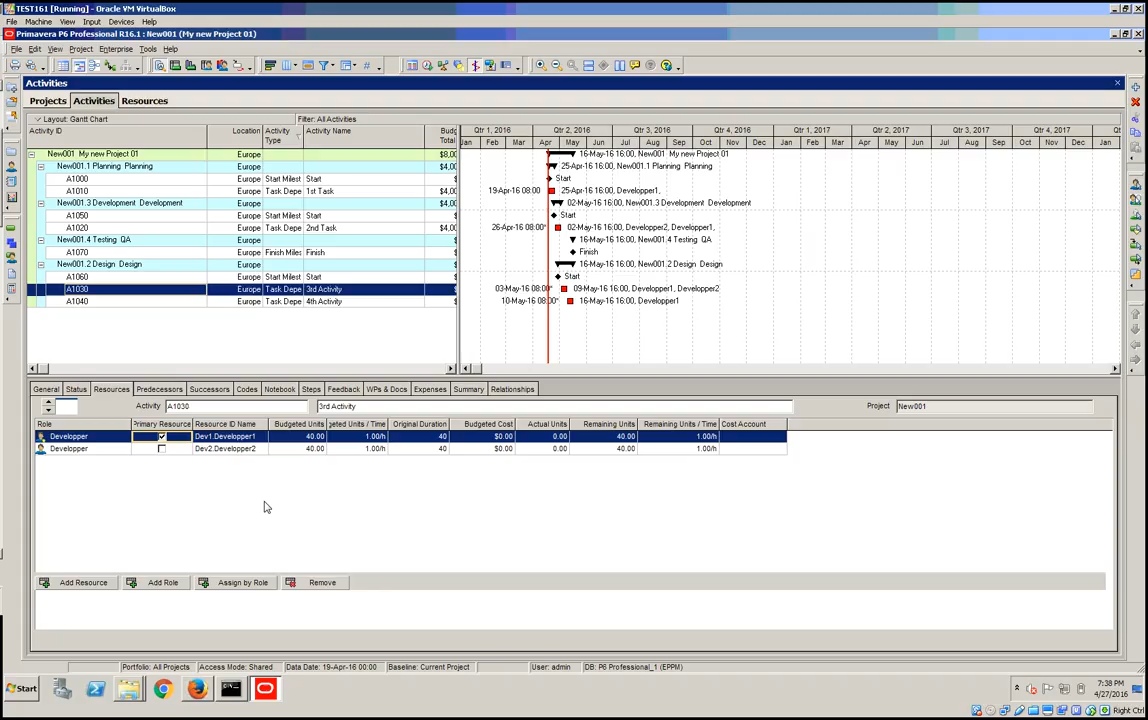 TEST161 [Running] - Oracle VM VirtualBox
File Machine View Input Devices Help
Primavera P6 Professional R16.1 : New001 (My new Project 01)
File Edit View Project Enterprise Tools Help
Activities
Projects Activities Resources
Layout: Gantt Chart Filter: All Activities
Activity ID Location Activity Type Activity Name Budg Total
Qtr 1, 2016 Qtr 2, 2016 Qtr 3, 2016 Qtr 4, 2016 Qtr 1, 2017 Qtr 2, 2017 Qtr 3, 2017 Qtr 4, 2017 Qt
Jan Feb Mar Apr May Jun Jul Aug Sep Oct Nov Dec Jan Feb Mar Apr May Jun Jul Aug Sep Oct Nov Dec Jan
New001 My new Project 01 Europe $8,00 16-May-16 16:00, New001 My new Project 01
New001.1 Planning Planning Europe $4,00 25-Apr-16 16:00, New001.1 Planning Planning
A1000 Europe Start Milest Start Start
A1010 Europe Task Depe 1st Task $4,00 19-Apr-16 08:00 25-Apr-16 16:00, Developper1,
New001.3 Development Development Europe $4,00 02-May-16 16:00, New001.3 Development Development
A1050 Europe Start Milest Start Start
A1020 Europe Task Depe 2nd Task $4,00 26-Apr-16 08:00* 02-May-16 16:00, Developper2, Developper1,
New001.4 Testing QA Europe 16-May-16 16:00, New001.4 Testing QA
A1070 Europe Finish Miles Finish Finish
New001.2 Design Design Europe 16-May-16 16:00, New001.2 Design Design
A1060 Europe Start Milest Start Start
A1030 Europe Task Depe 3rd Activity 03-May-16 08:00* 09-May-16 16:00, Developper1, Developper2
A1040 Europe Task Depe 4th Activity 10-May-16 08:00* 16-May-16 16:00, Developper1
General Status Resources Predecessors Successors Codes Notebook Steps Feedback WPs & Docs Expenses Summary Relationships
Activity A1030 3rd Activity Project New001
Role Primary Resource Resource ID Name Budgeted Units geted Units / Time Original Duration Budgeted Cost Actual Units Remaining Units Remaining Units / Time Cost Account
Developper Dev1.Developper1 40.00 1.00/h 40 $0.00 0.00 40.00 1.00/h
Developper Dev2.Developper2 40.00 1.00/h 40 $0.00 0.00 40.00 1.00/h
Add Resource Add Role Assign by Role Remove
Portfolio: All Projects Access Mode: Shared Data Date: 19-Apr-16 00:00 Baseline: Current Project User: admin DB: P6 Professional_1 (EPPM)
Start
7:38 PM
4/27/2016
Right Ctrl